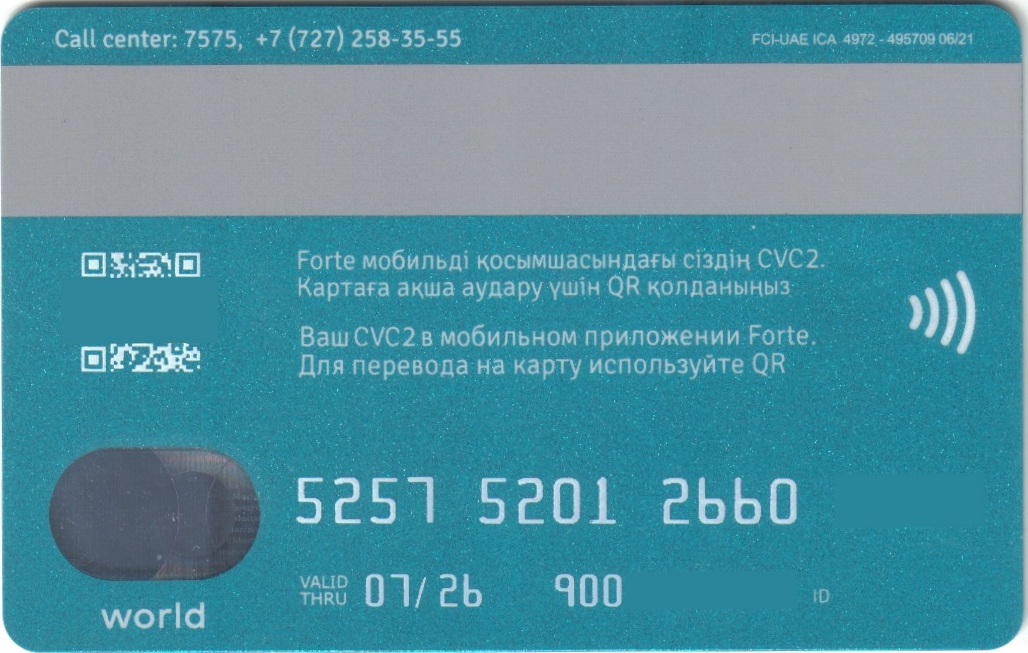 Call center: 7575, +7 (727) 258-35-55
FCI-UAE ICA 4972 - 495709 06/21
Forte мобильді қосымшасындағы сіздің CVC2.
Картаға ақша аудару үшін QR қолданыңыз
Ваш CVC2 в мобильном приложении Forte.
Для перевода на карту используйте QR
5257 5201 2660
VALID THRU 07/26 900 ID
world